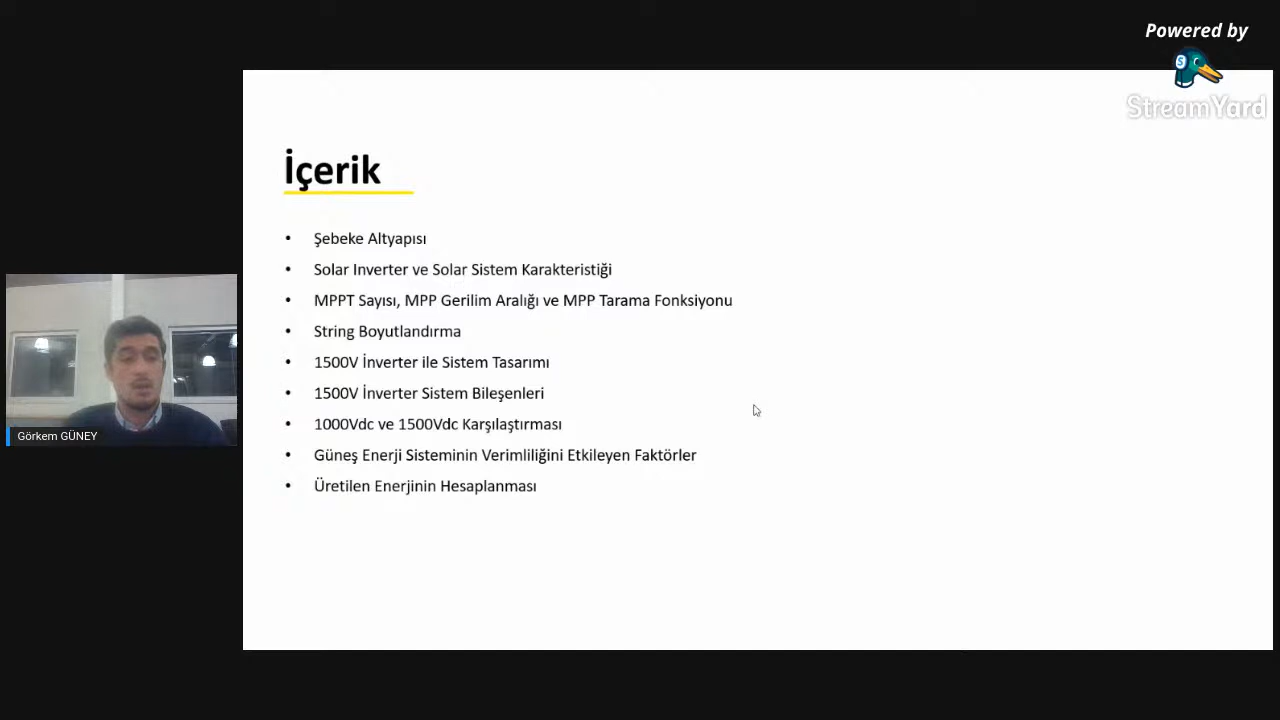 Powered by
S
StreamYard
İçerik
• Şebeke Altyapısı
• Solar Inverter ve Solar Sistem Karakteristiği
• MPPT Sayısı, MPP Gerilim Aralığı ve MPP Tarama Fonksiyonu
• String Boyutlandırma
• 1500V İnverter ile Sistem Tasarımı
• 1500V İnverter Sistem Bileşenleri
• 1000Vdc ve 1500Vdc Karşılaştırması
• Güneş Enerji Sisteminin Verimliliğini Etkileyen Faktörler
• Üretilen Enerjinin Hesaplanması
Görkem GÜNEY